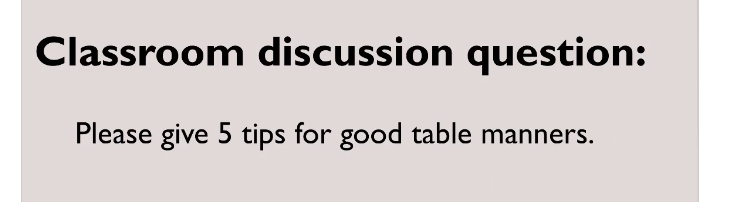 Classroom discussion question:
Please give 5 tips for good table manners.